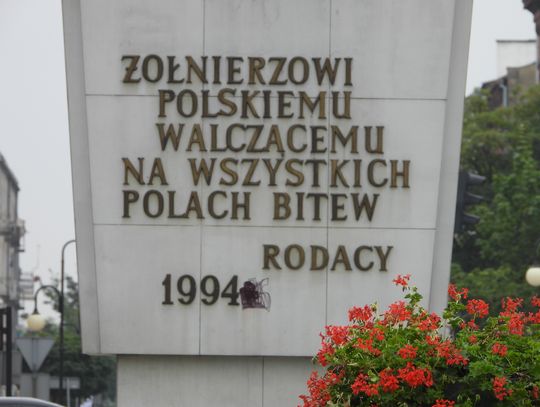 ŻOŁNIERZOWI
POLSKIEMU
WALCZĄCEMU
NA WSZYSTKICH
POLACH BITEW
RODACY
1994